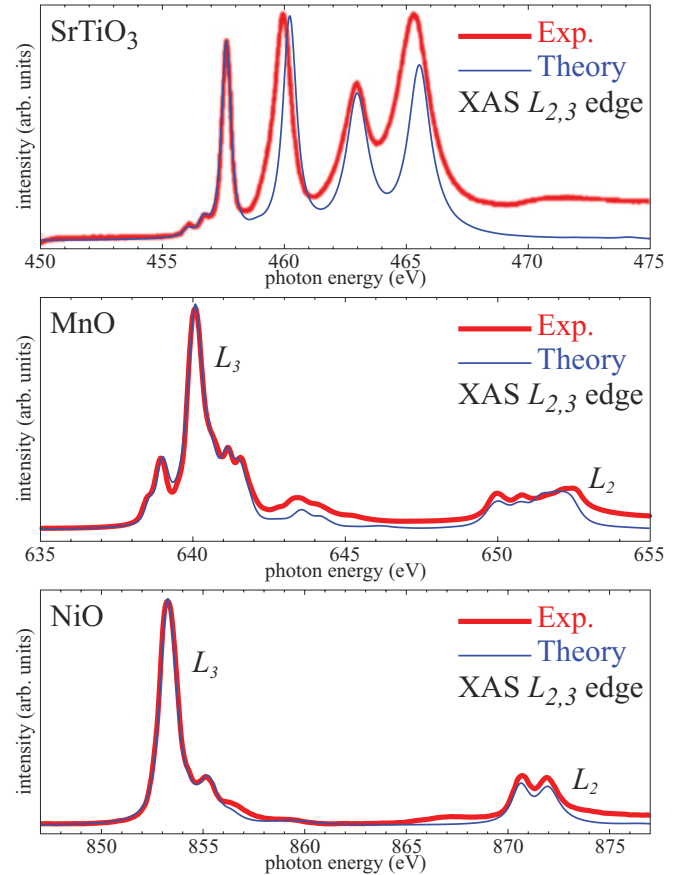 SrTiO3
Exp.
Theory
XAS L2,3 edge
intensity (arb. units)
450 455 460 465 470 475
photon energy (eV)
MnO
L3
Exp.
Theory
XAS L2,3 edge
L2
intensity (arb. units)
635 640 645 650 655
photon energy (eV)
NiO
L3
Exp.
Theory
XAS L2,3 edge
L2
intensity (arb. units)
850 855 860 865 870 875
photon energy (eV)